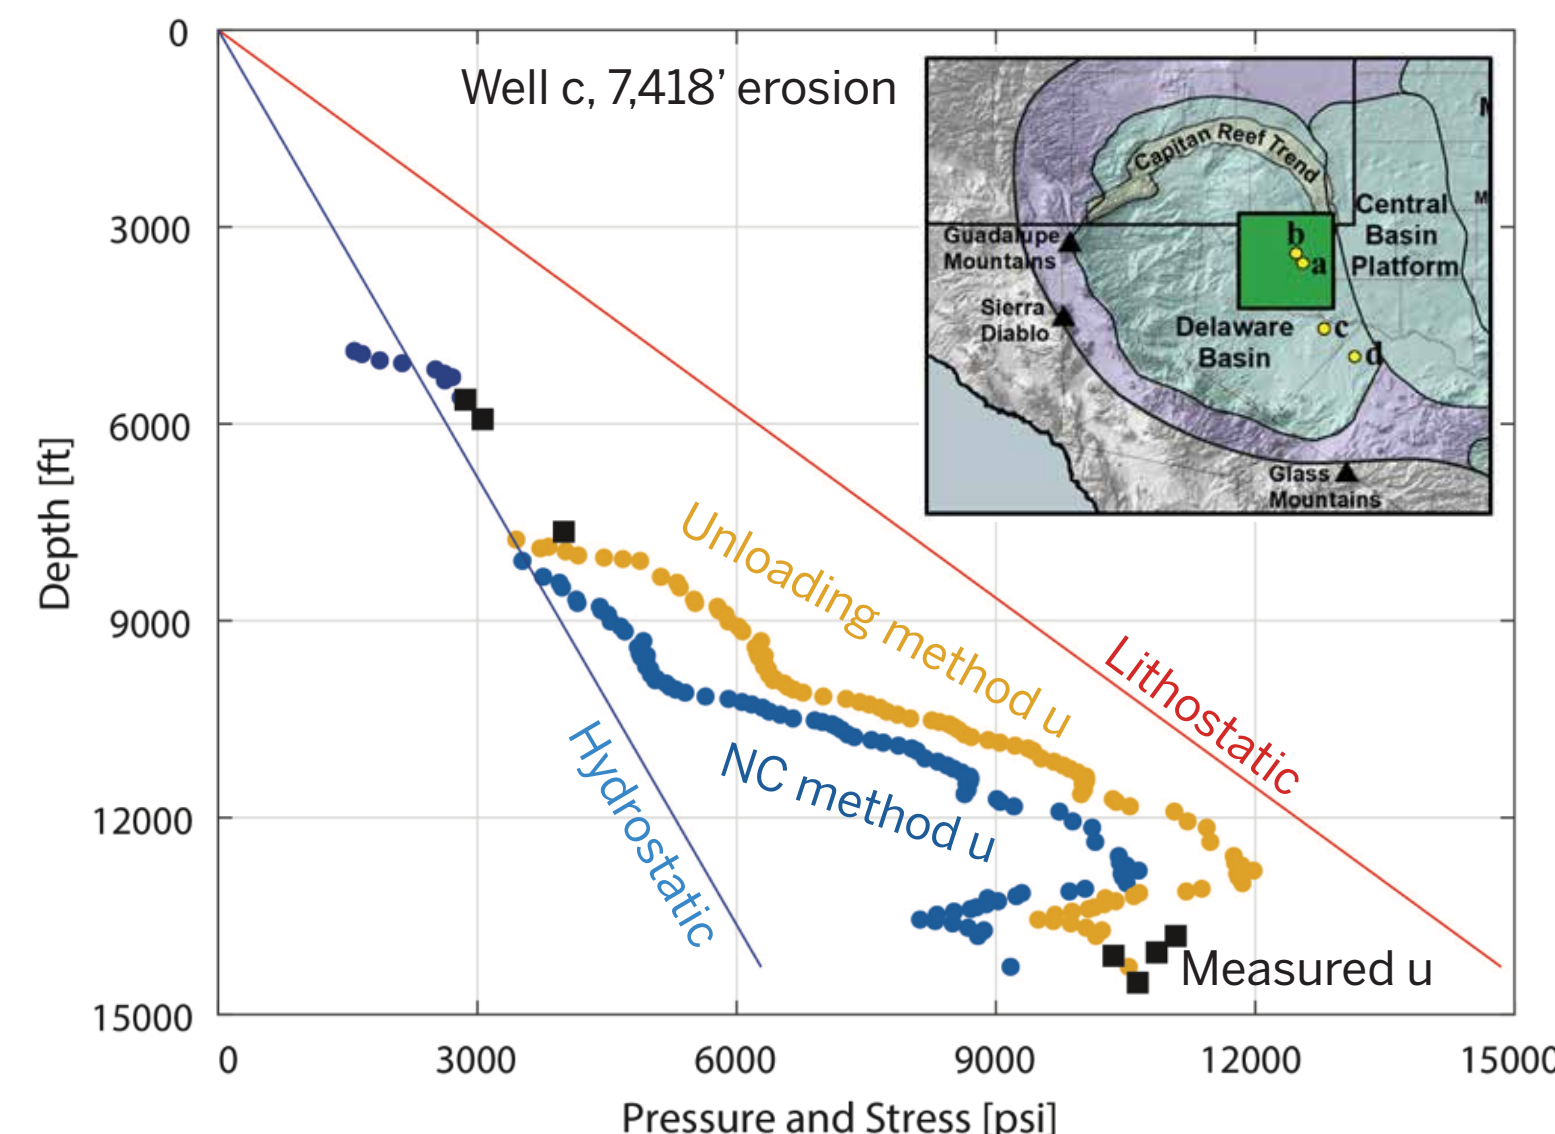 0
3000
6000
9000
12000
15000
Depth [ft]
Well c, 7,418’ erosion
Capitan Reef Trend
Guadalupe
Mountains
Sierra
Diablo
Central
Basin
Platform
b
a
Delaware
Basin
c
d
Glass
Mountains
M
Unloading method u
Lithostatic
NC method u
Hydrostatic
Measured u
0
3000
6000
9000
12000
15000
Pressure and Stress [psi]